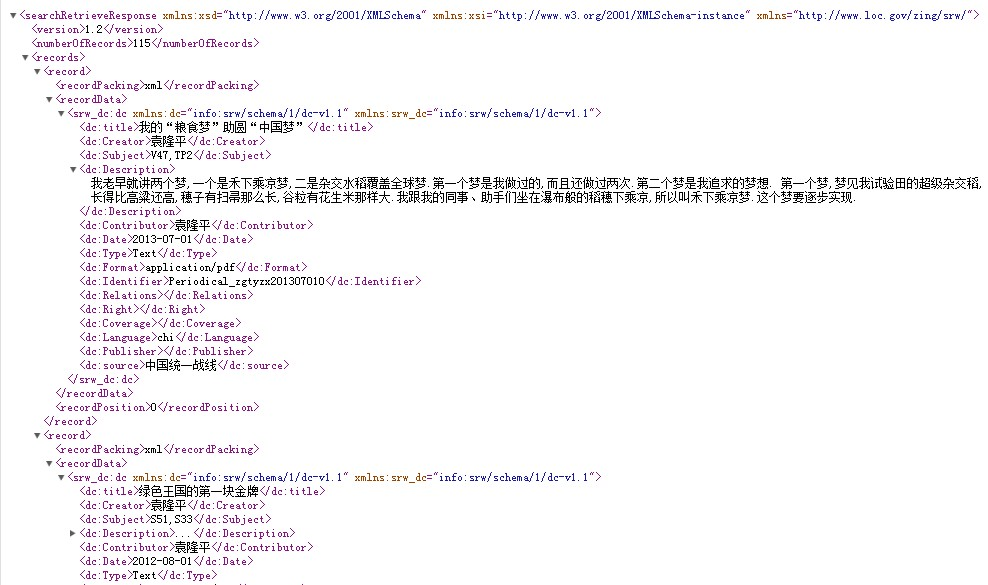 ▼<searchRetrieveResponse xmlns:xsd="http://www.w3.org/2001/XMLSchema" xmlns:xsi="http://www.w3.org/2001/XMLSchema-instance" xmlns="http://www.loc.gov/zing/srw/">
<version>1.2</version>
<numberOfRecords>115</numberOfRecords>
▼<records>
▼<record>
<recordPacking>xml</recordPacking>
▼<recordData>
▼<srw_dc:dc xmlns:dc="info:srw/schema/1/dc-v1.1" xmlns:srw_dc="info:srw/schema/1/dc-v1.1">
<dc:title>我的“粮食梦”助圆“中国梦”</dc:title>
<dc:Creator>袁隆平</dc:Creator>
<dc:Subject>V47,TP2</dc:Subject>
▼<dc:Description>
我老早就讲两个梦,一个是禾下乘凉梦,二是杂交水稻覆盖全球梦.第一个梦是我做过的,而且还做过两次.第二个梦是我追求的梦想. 第一个梦,梦见我试验田的超级杂交稻,
长得比高粱还高,穗子有扫帚那么长,谷粒有花生米那样大.我跟我的同事、助手们坐在瀑布般的稻穗下乘凉,所以叫禾下乘凉梦.这个梦要逐步实现.
</dc:Description>
<dc:Contributor>袁隆平</dc:Contributor>
<dc:Date>2013-07-01</dc:Date>
<dc:Type>Text</dc:Type>
<dc:Format>application/pdf</dc:Format>
<dc:Identifier>Periodical_zgtyzx201307010</dc:Identifier>
<dc:Relations></dc:Relations>
<dc:Right></dc:Right>
<dc:Coverage></dc:Coverage>
<dc:Language>chi</dc:Language>
<dc:Publisher></dc:Publisher>
<dc:source>中国统一战线</dc:source>
</srw_dc:dc>
</recordData>
<recordPosition>0</recordPosition>
</record>
▼<record>
<recordPacking>xml</recordPacking>
▼<recordData>
▼<srw_dc:dc xmlns:dc="info:srw/schema/1/dc-v1.1" xmlns:srw_dc="info:srw/schema/1/dc-v1.1">
<dc:title>绿色王国的第一块金牌</dc:title>
<dc:Creator>袁隆平</dc:Creator>
<dc:Subject>S51,S33</dc:Subject>
▶<dc:Description>...</dc:Description>
<dc:Contributor>袁隆平</dc:Contributor>
<dc:Date>2012-08-01</dc:Date>
<dc:Type>Text</dc:Type>